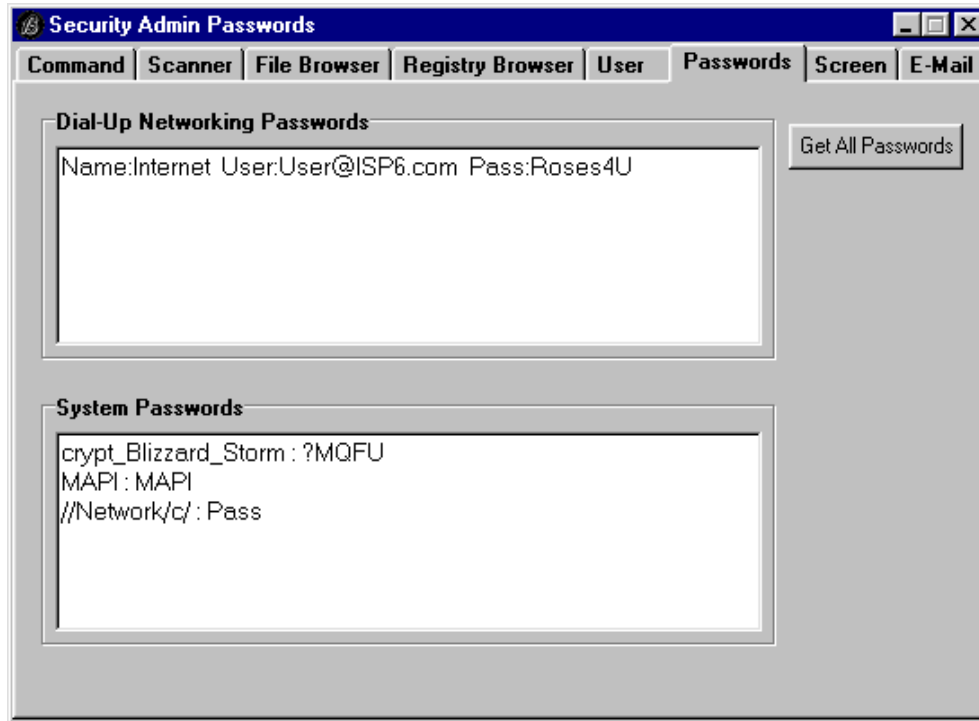 Security Admin Passwords
Command Scanner File Browser Registry Browser User Passwords Screen E-Mail
Dial-Up Networking Passwords
Get All Passwords
Name:Internet User:User@ISP6.com Pass:Roses4U
System Passwords
crypt_Blizzard_Storm : ?MQFU
MAPI : MAPI
//Network/c/ : Pass